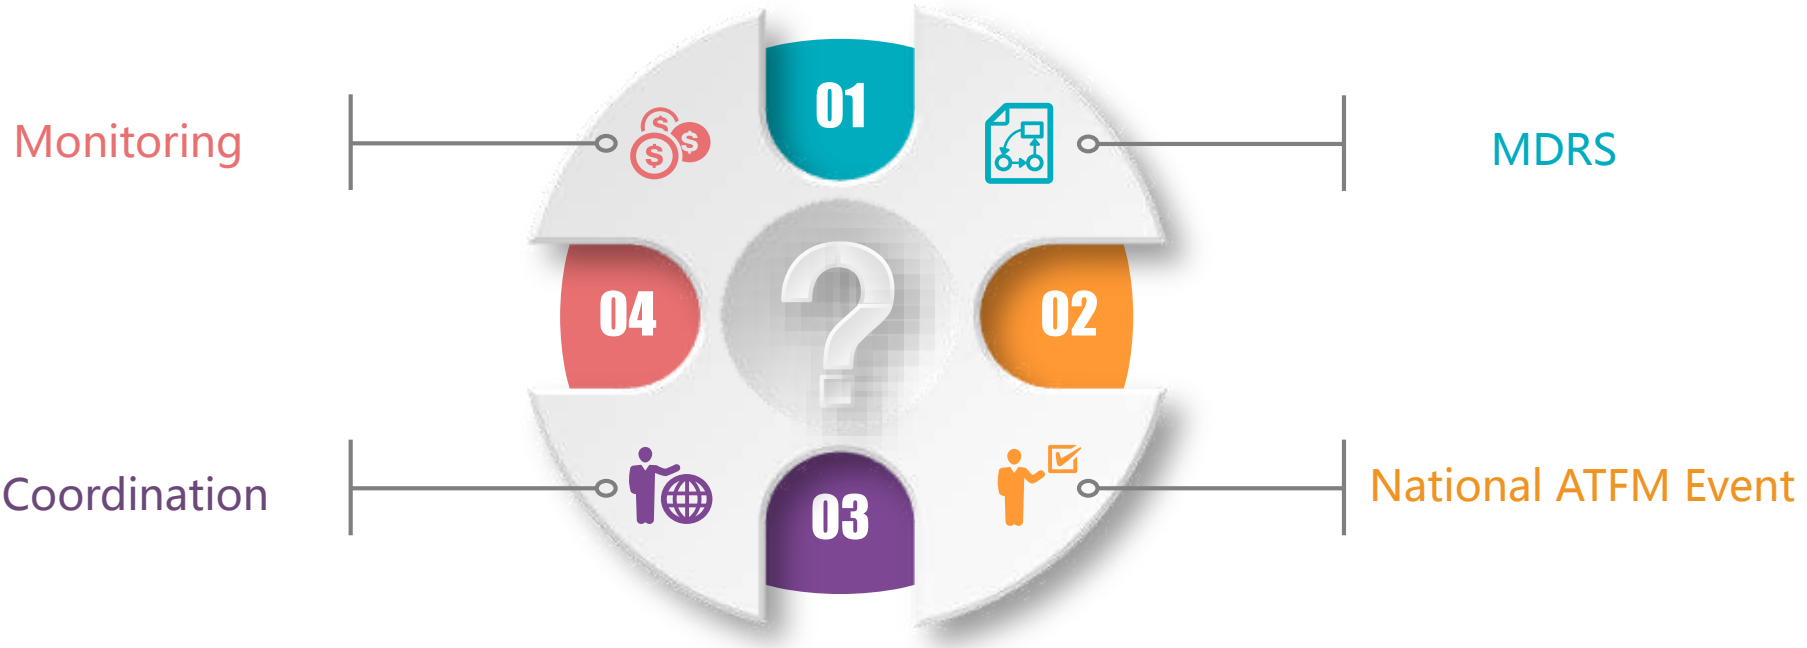 01
Monitoring
MDRS
04
02
Coordination
National ATFM Event
03